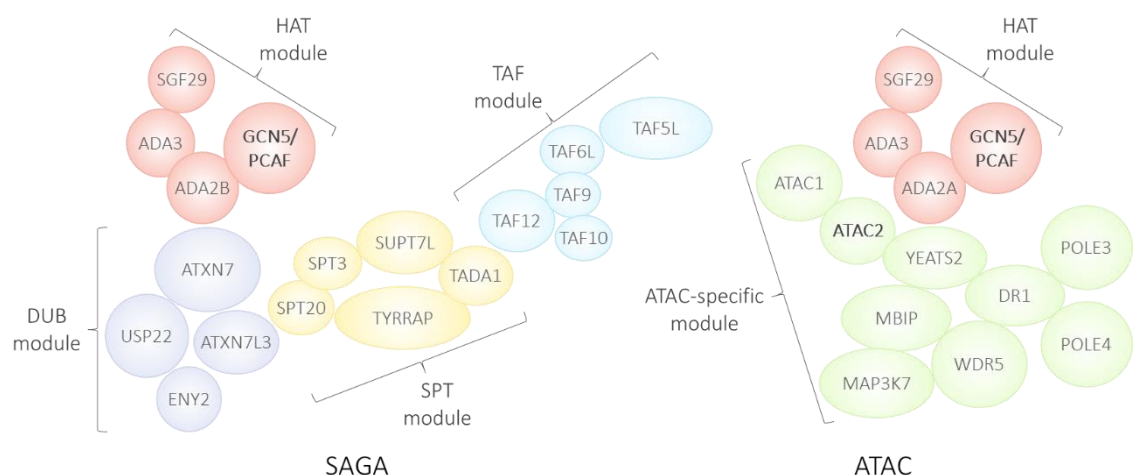 HAT
module
SGF29
ADA3
GCN5/
PCAF
ADA2B
DUB
module
ATXN7
USP22
ATXN7L3
ENY2
SPT3
SUPT7L
SPT20
TADA1
TYRRAP
SPT
module
TAF
module
TAF5L
TAF6L
TAF9
TAF12
TAF10
SAGA
HAT
module
SGF29
ADA3
GCN5/
PCAF
ADA2A
ATAC-specific
module
ATAC1
ATAC2
YEATS2
POLE3
DR1
MBIP
POLE4
WDR5
MAP3K7
ATAC